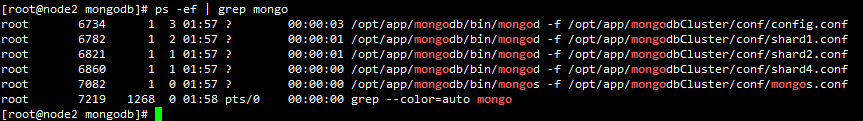 [root@node2 mongodb]# ps -ef | grep mongo
root 6734 1 3 01:57 ? 00:00:03 /opt/app/mongodb/bin/mongod -f /opt/app/mongodbCluster/conf/config.conf
root 6782 1 2 01:57 ? 00:00:01 /opt/app/mongodb/bin/mongod -f /opt/app/mongodbCluster/conf/shard1.conf
root 6821 1 1 01:57 ? 00:00:01 /opt/app/mongodb/bin/mongod -f /opt/app/mongodbCluster/conf/shard2.conf
root 6860 1 1 01:57 ? 00:00:00 /opt/app/mongodb/bin/mongod -f /opt/app/mongodbCluster/conf/shard4.conf
root 7082 1 0 01:57 ? 00:00:00 /opt/app/mongodb/bin/mongos -f /opt/app/mongodbCluster/conf/mongos.conf
root 7219 1268 0 01:58 pts/0 00:00:00 grep --color=auto mongo
[root@node2 mongodb]#